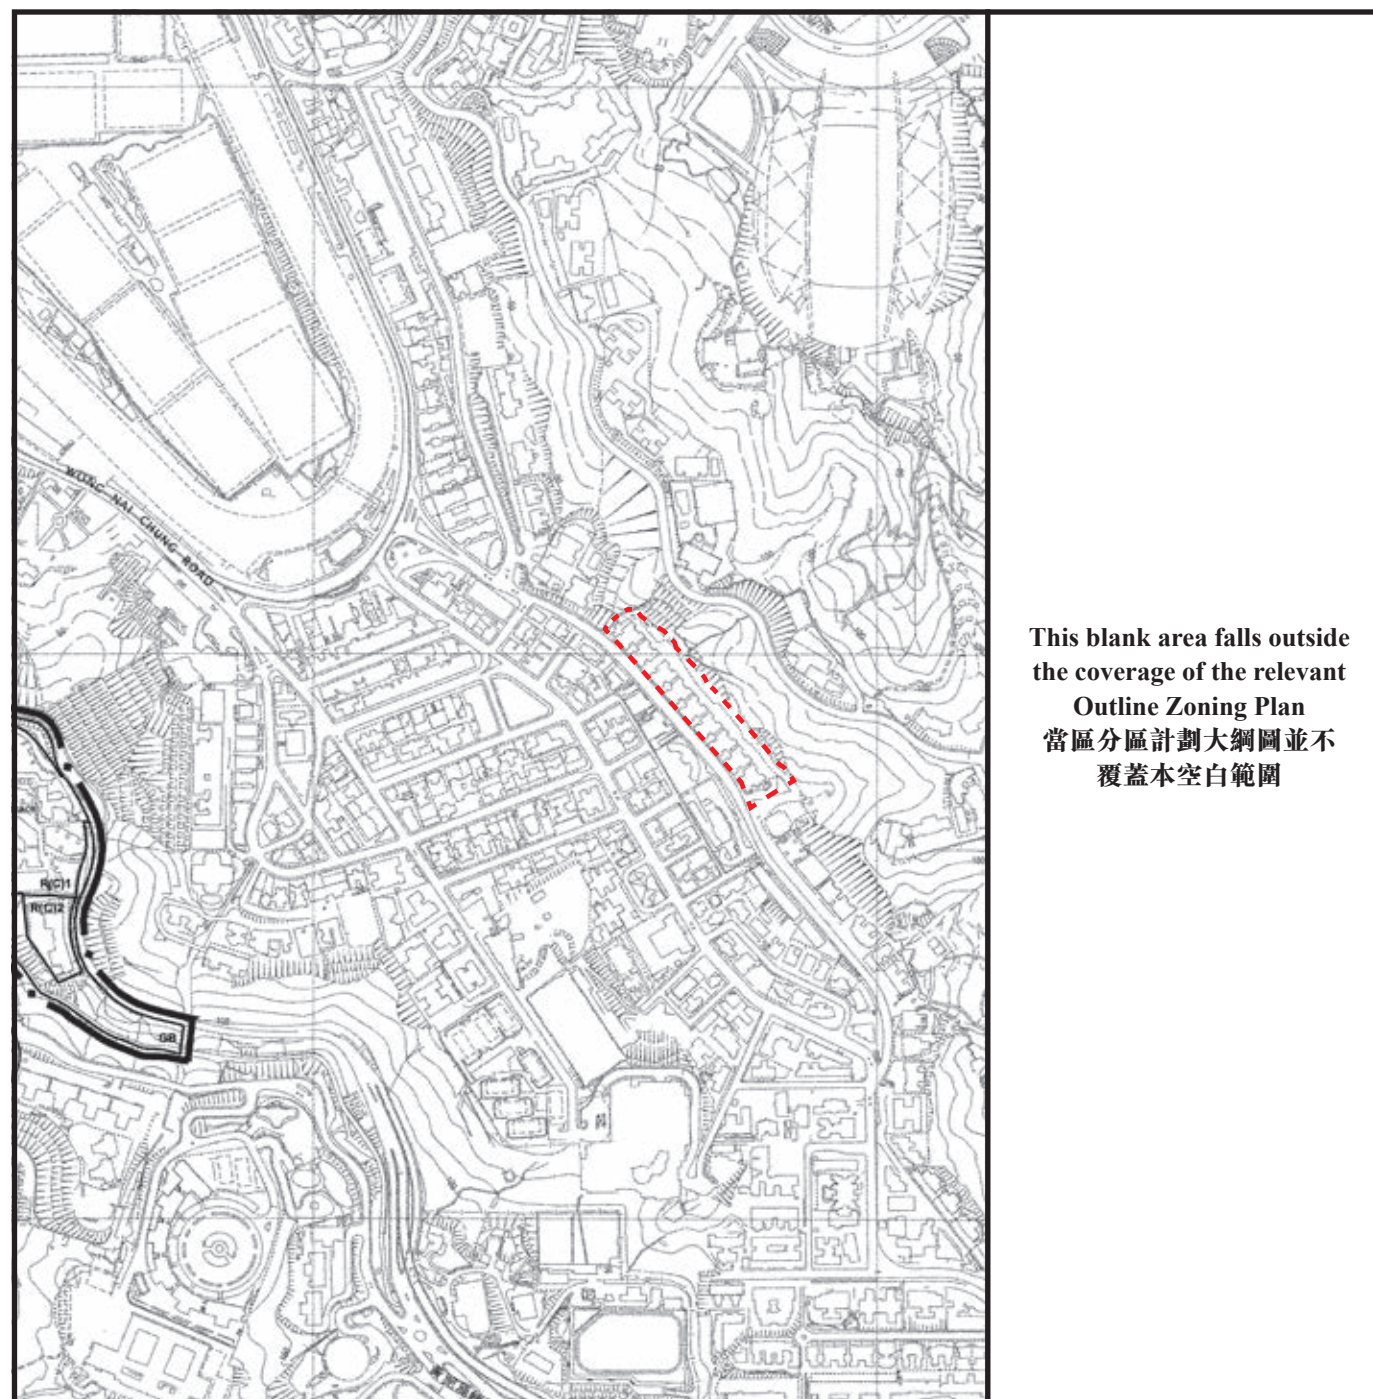 WONG NAI CHUNG ROAD
R(C)1
R(C)2
GB
This blank area falls outside
the coverage of the relevant
Outline Zoning Plan
當區分區計劃大綱圖並不
覆蓋本空白範圍